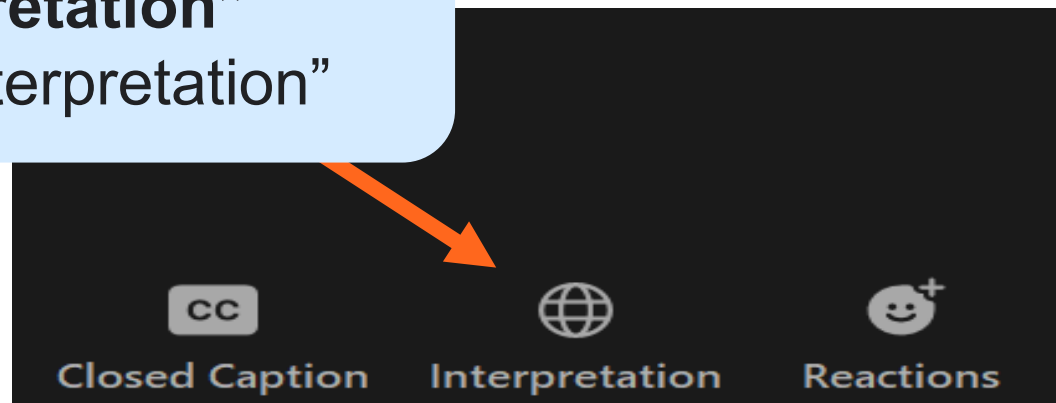 retation”
terpretation”
CC
Closed Caption Interpretation Reactions